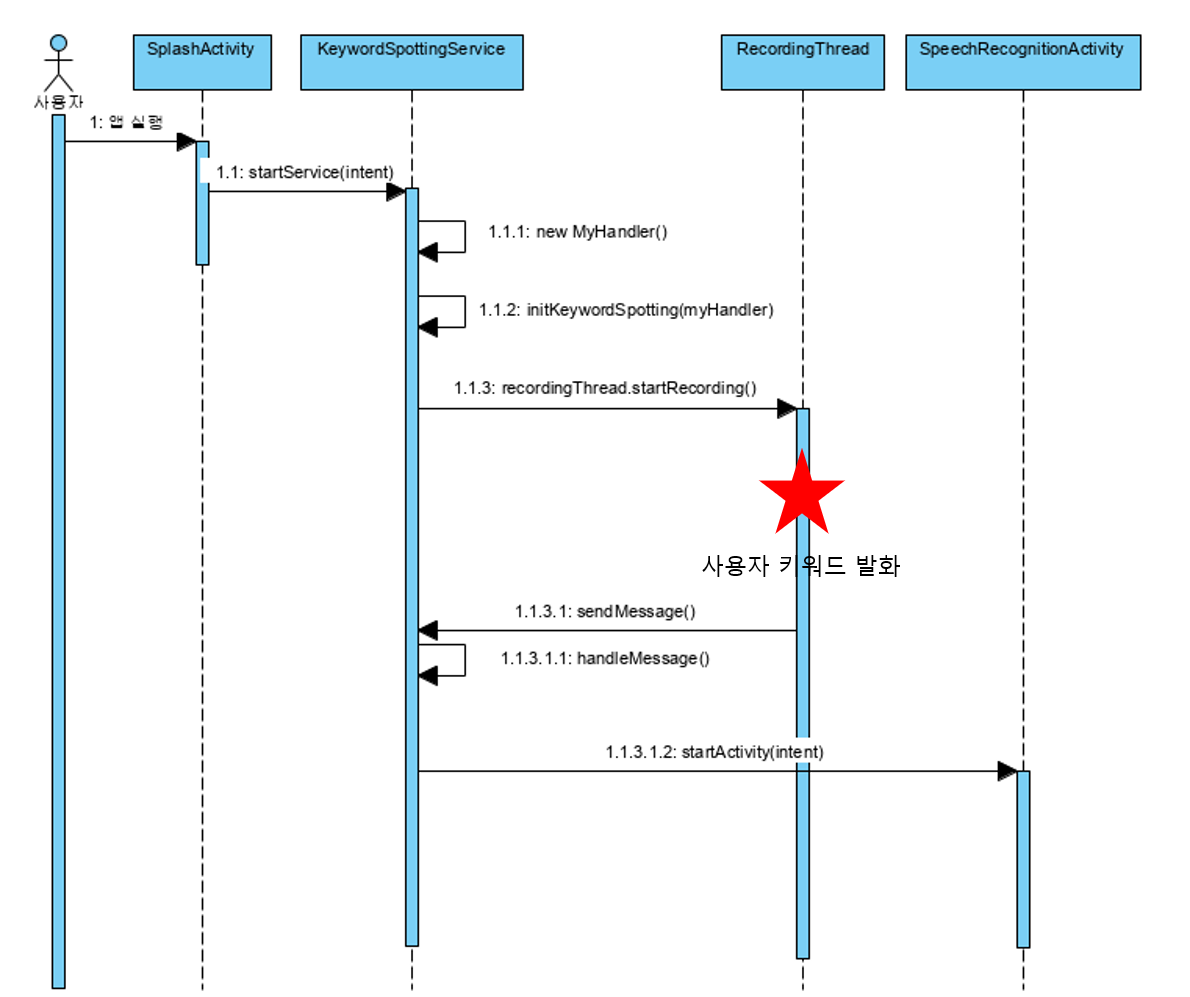 SplashActivity
KeywordSpottingService
RecordingThread
SpeechRecognitionActivity
사용자
1: 앱 실행
1.1: startService(intent)
1.1.1: new MyHandler()
1.1.2: initKeywordSpotting(myHandler)
1.1.3: recordingThread.startRecording()
사용자 키워드 발화
1.1.3.1: sendMessage()
1.1.3.1.1: handleMessage()
1.1.3.1.2: startActivity(intent)